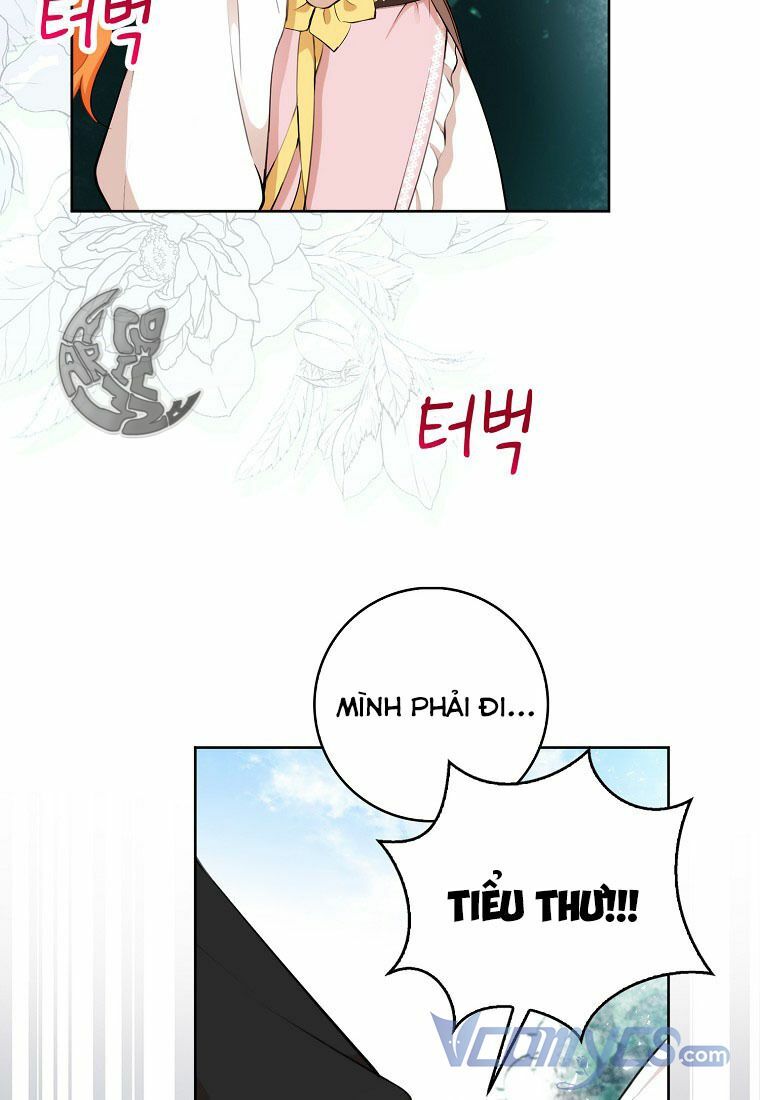 터벅
터벅
MÌNH PHẢI ĐI...
TIỂU THƯ!!!
VCOMYCS.com